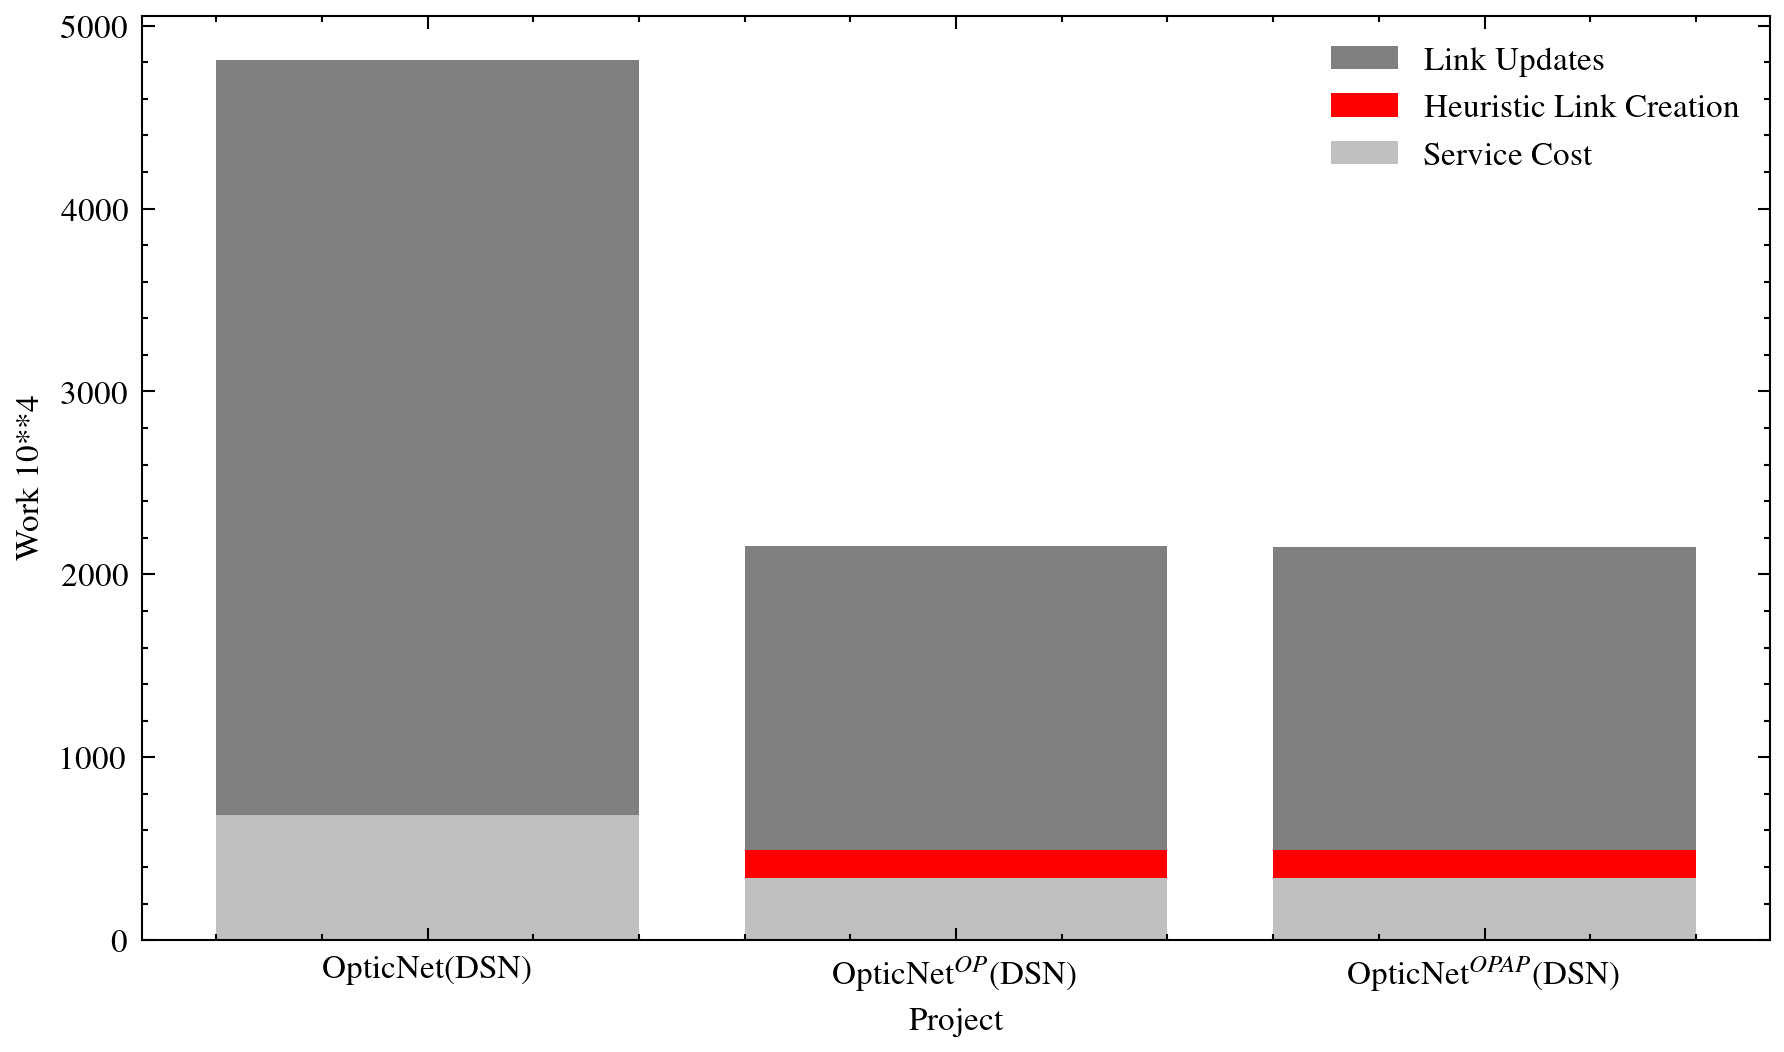 5000
4000
3000
2000
1000
0
Work 10**4
Link Updates
Heuristic Link Creation
Service Cost
OpticNet(DSN)
OpticNet^{OP}(DSN)
OpticNet^{OPAP}(DSN)
Project